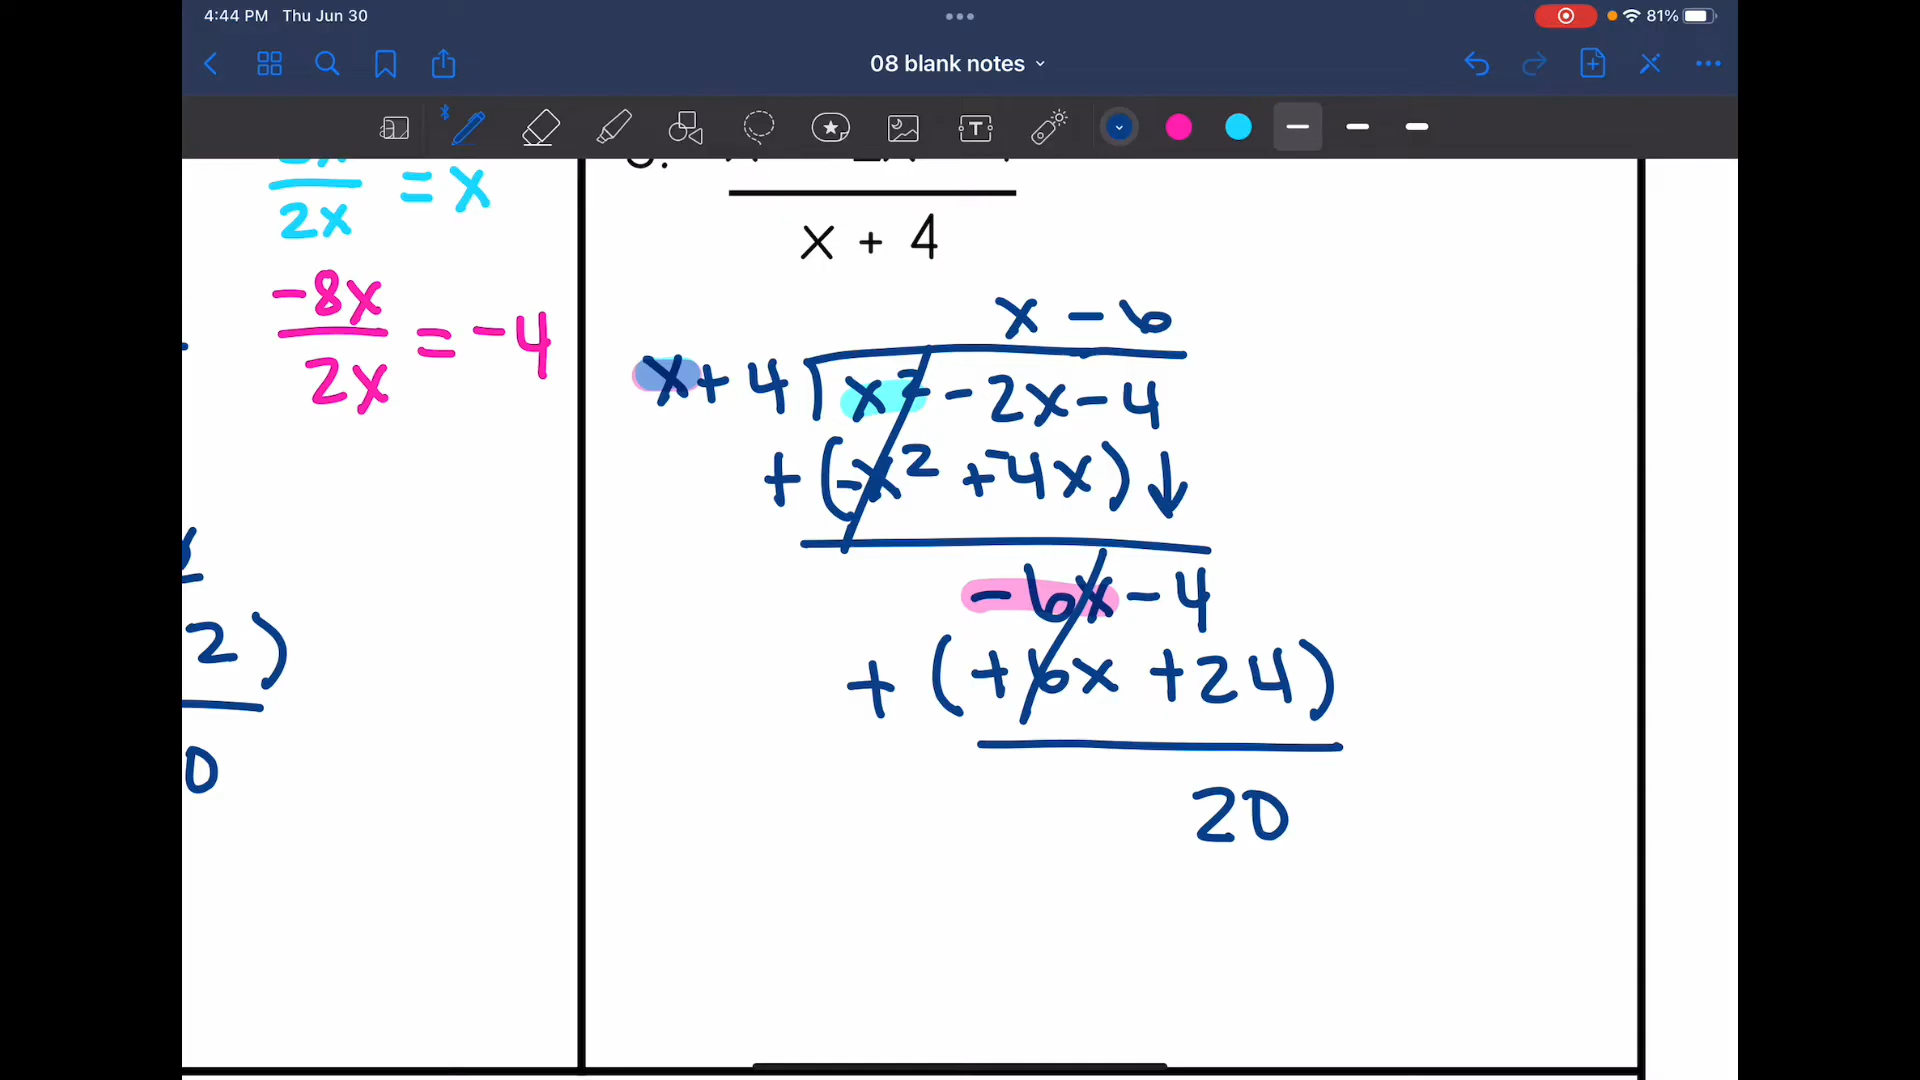 4:44 PM Thu Jun 30
81%
08 blank notes
2x = x
-8x
2x = -4
2)
0
x + 4
x - 6
x + 4 x² - 2x - 4
+ (-x² + -4x) ↓
-6x - 4
+ (+6x + 24)
20